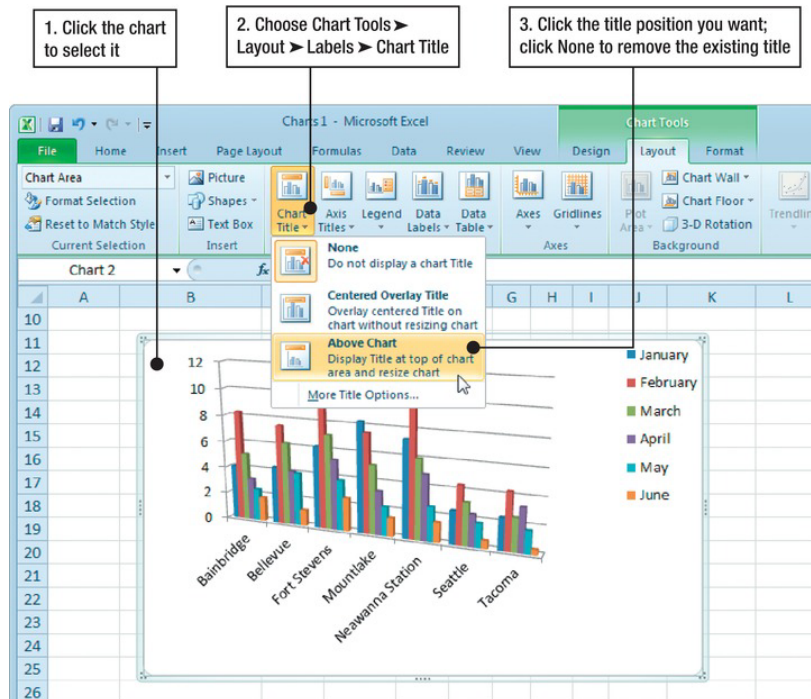 1. Click the chart
to select it
2. Choose Chart Tools ➤
Layout ➤ Labels ➤ Chart Title
3. Click the title position you want;
click None to remove the existing title
Charts1 - Microsoft Excel
Chart Tools
File Home Insert Page Layout Formulas Data Review View Design Layout Format
Chart Area
Format Selection
Reset to Match Style
Current Selection
Picture
Shapes
Text Box
Insert
Chart
Title
Axis
Titles
Legend
Data
Labels
Data
Table
Axes
Gridlines
Axes
Plot
Area
Chart Wall
Chart Floor
3-D Rotation
Background
Trendlin
Chart 2
fx
None
Do not display a chart Title
Centered Overlay Title
Overlay centered Title on
chart without resizing chart
Above Chart
Display Title at top of chart
area and resize chart
More Title Options...
A B G H I J K L
10
11
12
13
14
15
16
17
18
19
20
21
22
23
24
25
26
12
10
8
6
4
2
0
Bainbridge
Bellevue
Fort Stevens
Mountlake
Neawanna Station
Seattle
Tacoma
January
February
March
April
May
June